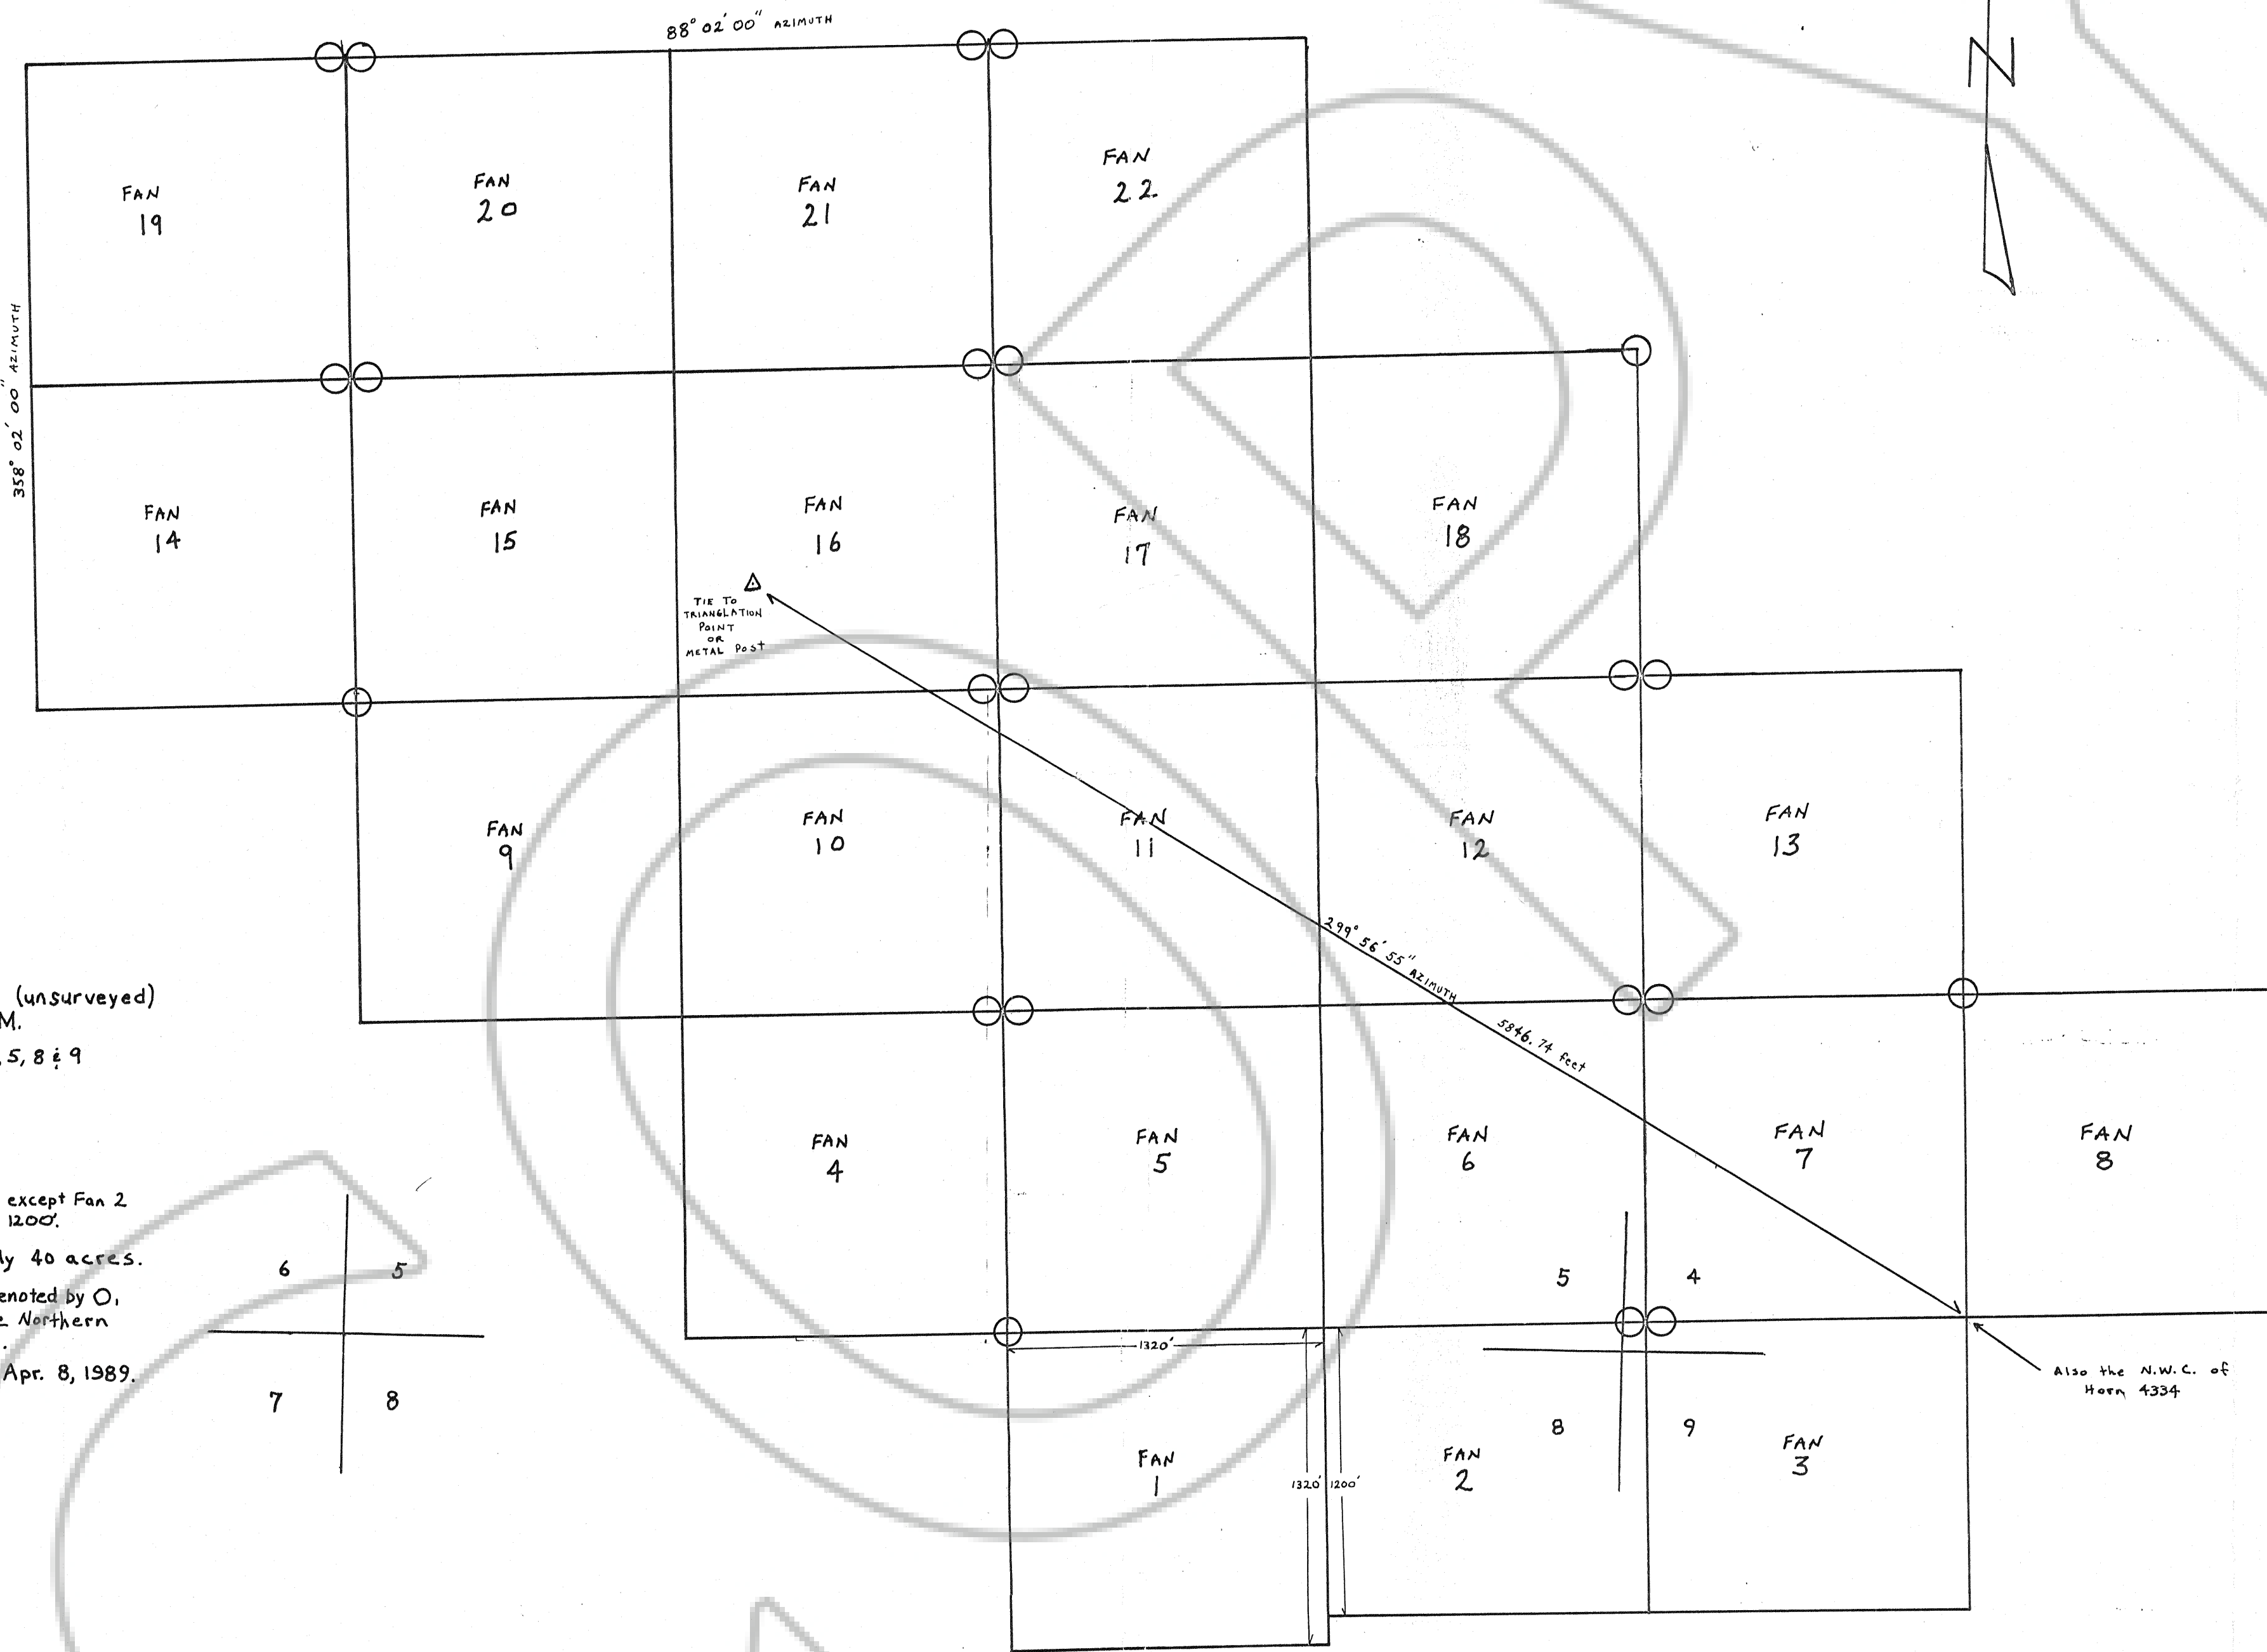 88° 02' 00" AZIMUTH
N
FAN
19
FAN
20
FAN
21
FAN
22
358° 02' 00" AZIMUTH
FAN
14
FAN
15
FAN
16
FAN
17
FAN
18
TIE TO
TRIANGLATION
POINT
OR
METAL Post
FAN
9
FAN
10
FAN
11
FAN
12
FAN
13
299° 56' 55" AZIMUTH
5846.74 feet
(unsurveyed)
M.
5, 8 & 9
FAN
4
FAN
5
FAN
6
FAN
7
FAN
8
except Fan 2
1200'.
ly 40 acres.
enoted by O,
e Northern
.
Apr. 8, 1989.
6 5
7 8
5 4
8 9
1320'
Also the N.W.C. of
Horn 4334
FAN
1
1320' 1200'
FAN
2
FAN
3